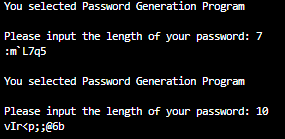 You selected Password Generation Program
Please input the length of your password: 7
:m`L7q5
You selected Password Generation Program
Please input the length of your password: 10
vIr<p;;@6b